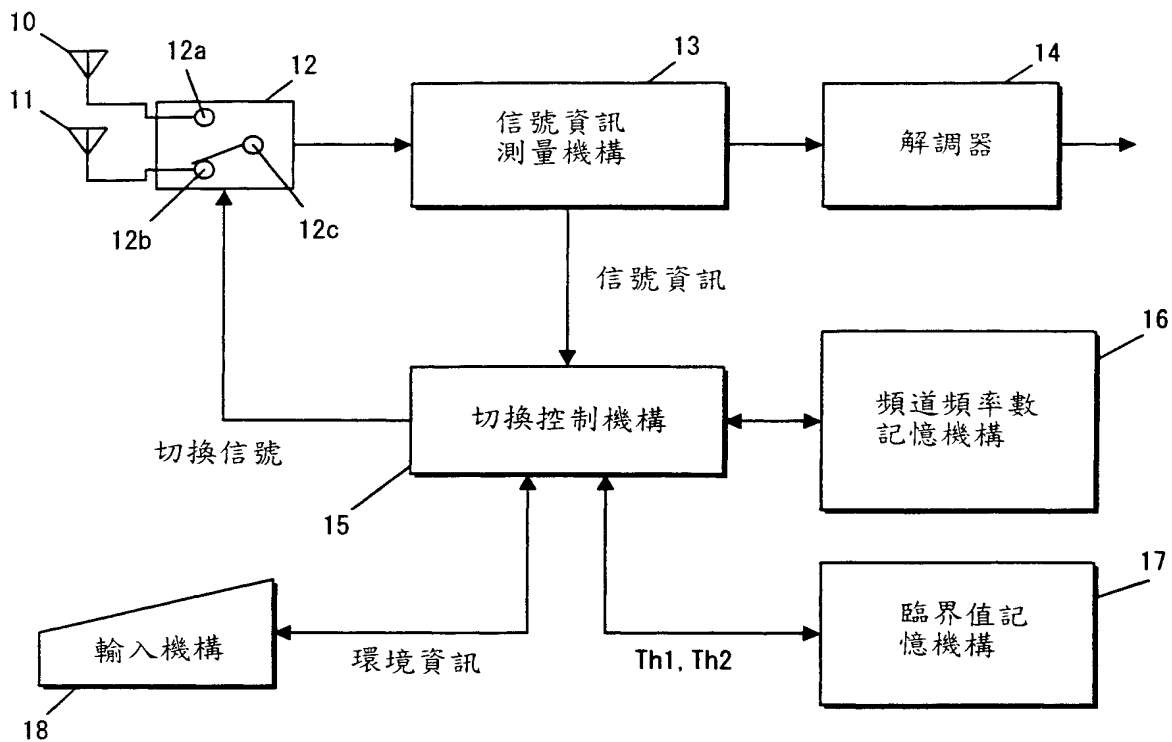 10
12a
12
13
14
11
信號資訊
測量機構
解調器
12b
12c
信號資訊
16
切換控制機構
頻道頻率數
記憶機構
切換信號
15
17
輸入機構
環境資訊
Th1, Th2
臨界值記
憶機構
18